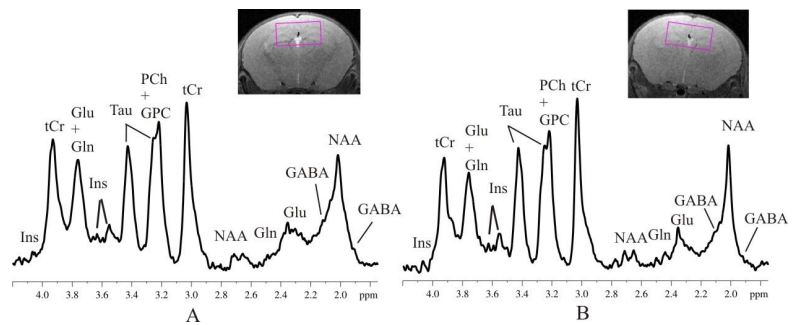 tCr
Glu
+
Gln
Ins
Ins
Tau
PCh
+
GPC
tCr
NAA
Gln
Glu
GABA
NAA
GABA
4.0 3.8 3.6 3.4 3.2 3.0 2.8 2.6 2.4 2.2 2.0 ppm
A
tCr
Glu
+
Gln
Ins
Ins
Tau
PCh
+
GPC
tCr
NAA
Gln
Glu
GABA
NAA
GABA
4.0 3.8 3.6 3.4 3.2 3.0 2.8 2.6 2.4 2.2 2.0 ppm
B